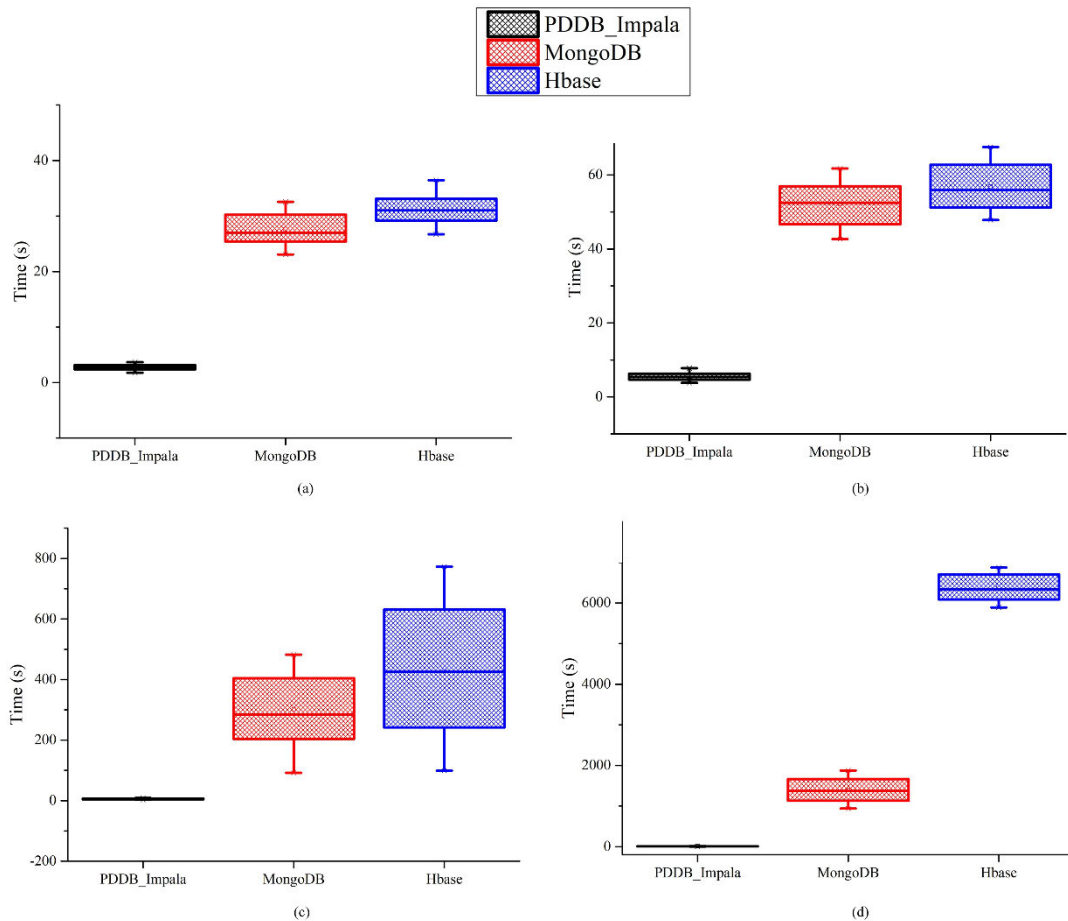 PDDB_Impala
MongoDB
Hbase
40
20
0
Time (s)
PDDB_Impala MongoDB Hbase
(a)
60
40
20
0
Time (s)
PDDB_Impala MongoDB Hbase
(b)
800
600
400
200
0
-200
Time (s)
PDDB_Impala MongoDB Hbase
(c)
6000
4000
2000
0
Time (s)
PDDB_Impala MongoDB Hbase
(d)